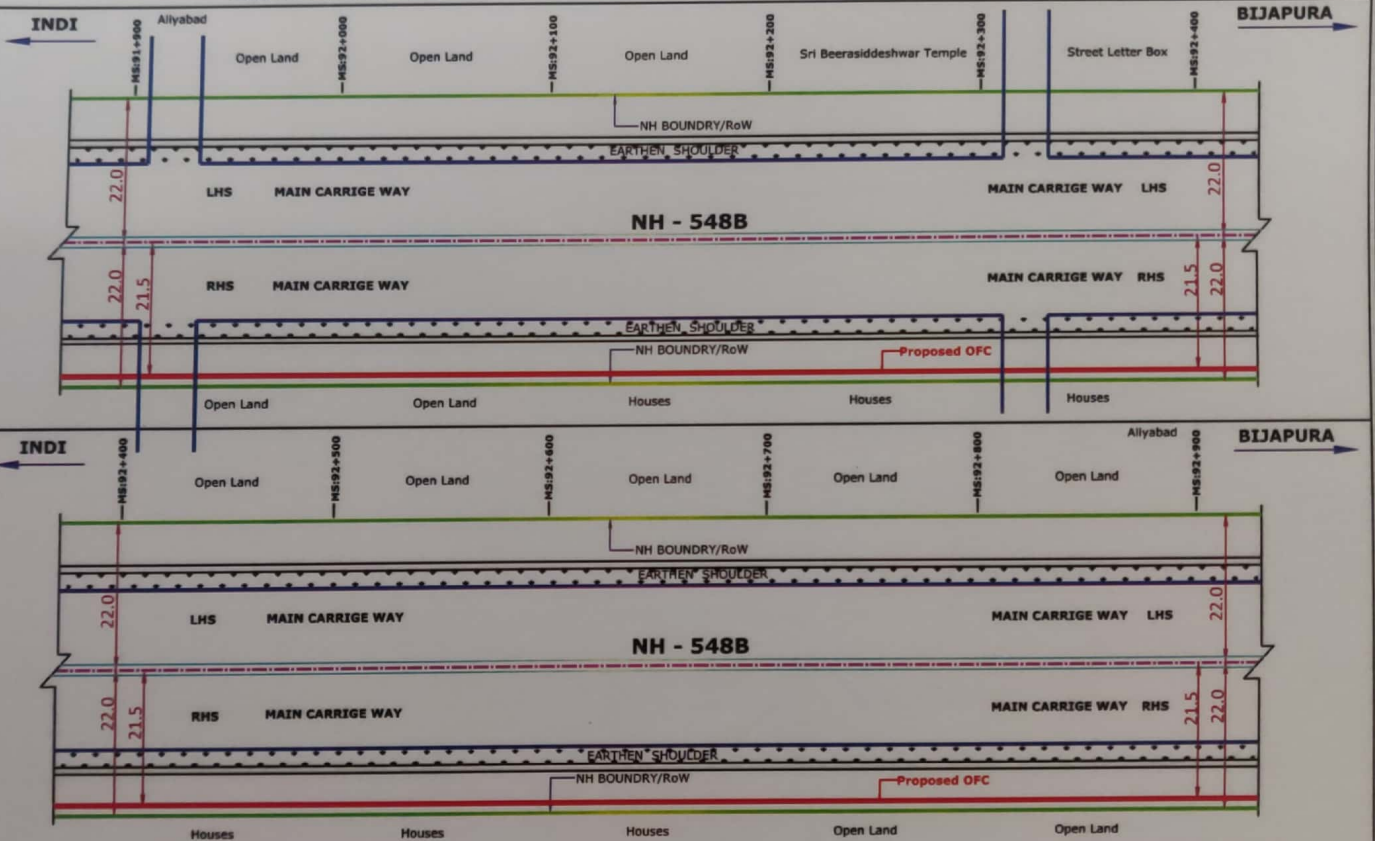 INDI
Aliyabad
BIJAPURA
MS:91+900
Open Land
MS:92+000
Open Land
MS:92+100
Open Land
MS:92+200
Sri Beerasiddeshwar Temple
MS:92+300
Street Letter Box
MS:92+400
NH BOUNDRY/RoW
EARTHEN SHOULDER
22.0
LHS MAIN CARRIGE WAY
MAIN CARRIGE WAY LHS
22.0
NH - 548B
22.0
21.5
RHS MAIN CARRIGE WAY
MAIN CARRIGE WAY RHS
21.5
22.0
EARTHEN SHOULDER
NH BOUNDRY/RoW
Proposed OFC
Open Land
Open Land
Houses
Houses
Houses
INDI
Aliyabad
BIJAPURA
MS:92+400
Open Land
MS:92+500
Open Land
MS:92+600
Open Land
MS:92+700
Open Land
MS:92+800
Open Land
MS:92+900
NH BOUNDRY/RoW
EARTHEN SHOULDER
22.0
LHS MAIN CARRIGE WAY
MAIN CARRIGE WAY LHS
22.0
NH - 548B
22.0
21.5
RHS MAIN CARRIGE WAY
MAIN CARRIGE WAY RHS
21.5
22.0
EARTHEN SHOULDER
NH BOUNDRY/RoW
Proposed OFC
Houses
Houses
Houses
Open Land
Open Land